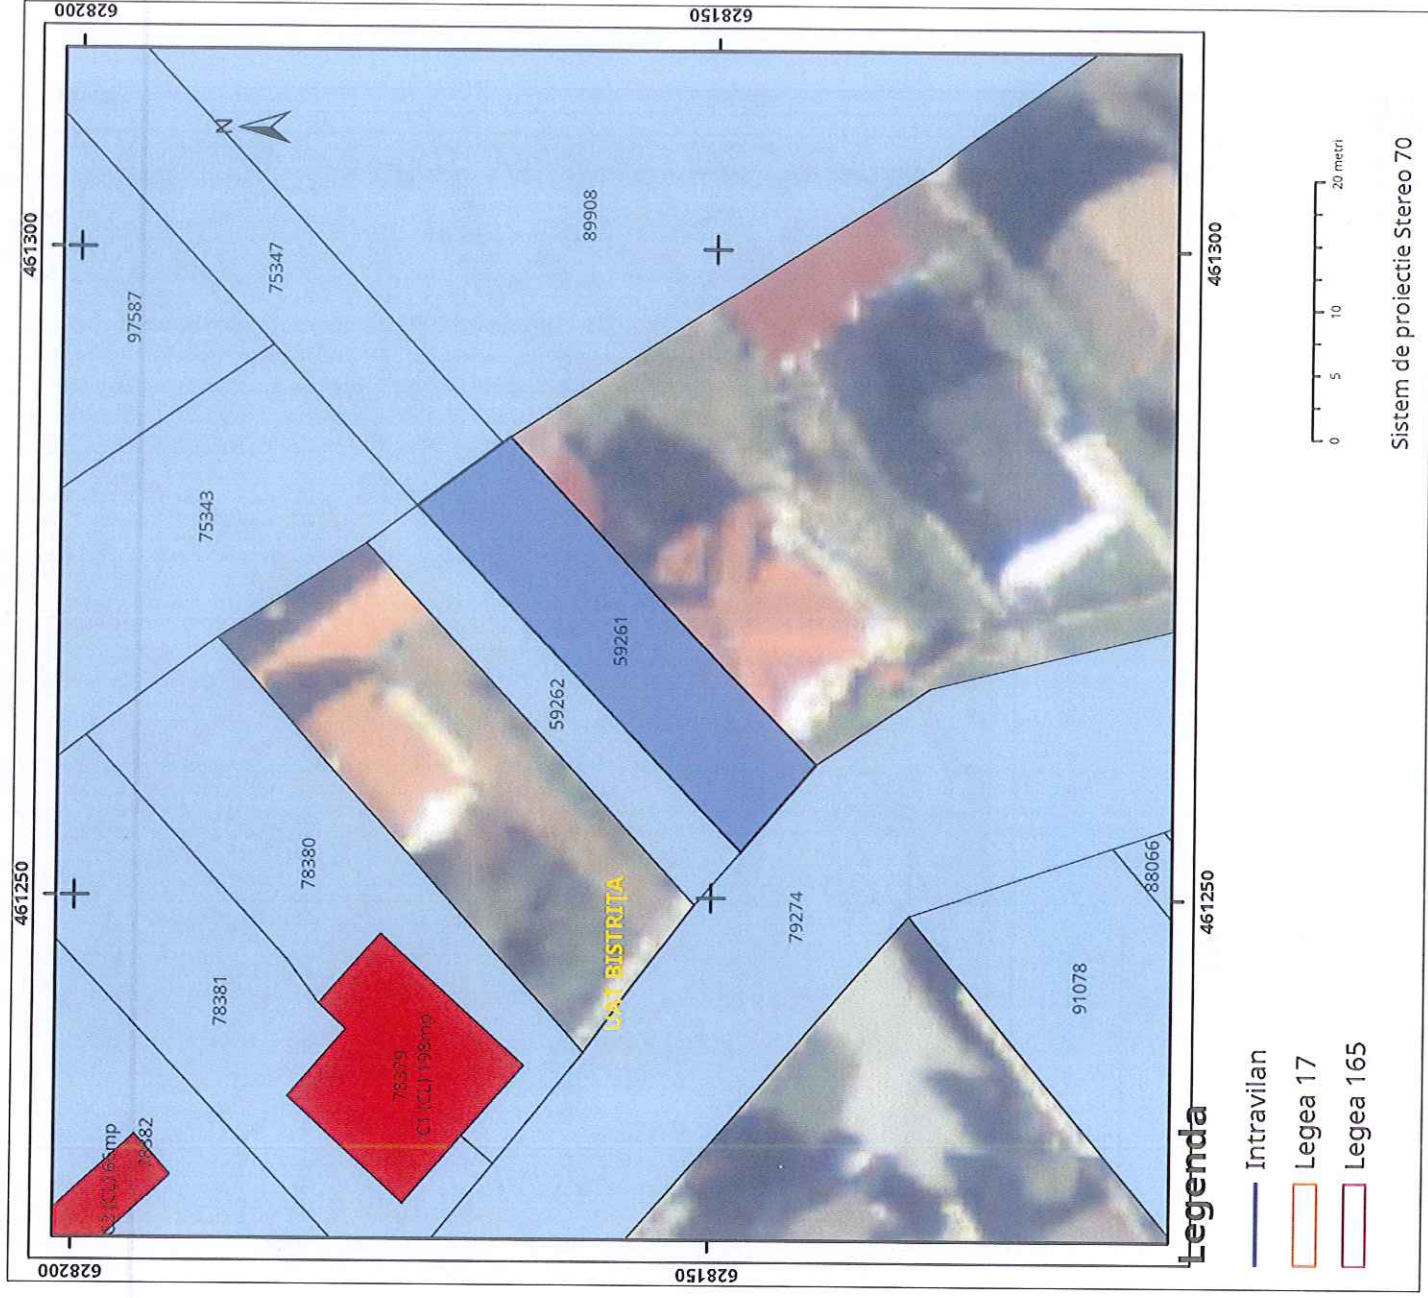 461250
461300
628200
628200
628150
628150
461250
461300
97587
75347
89908
75343
59261
59262
78380
78381
78379
C1 (CL) 198mp
78382
C2 (CL) 66mp
UAT BISTRIȚA
79274
88066
91078
N
Legenda
Intravilan
Legea 17
Legea 165
0 5 10 20 metri
Sistem de proiectie Stereo 70